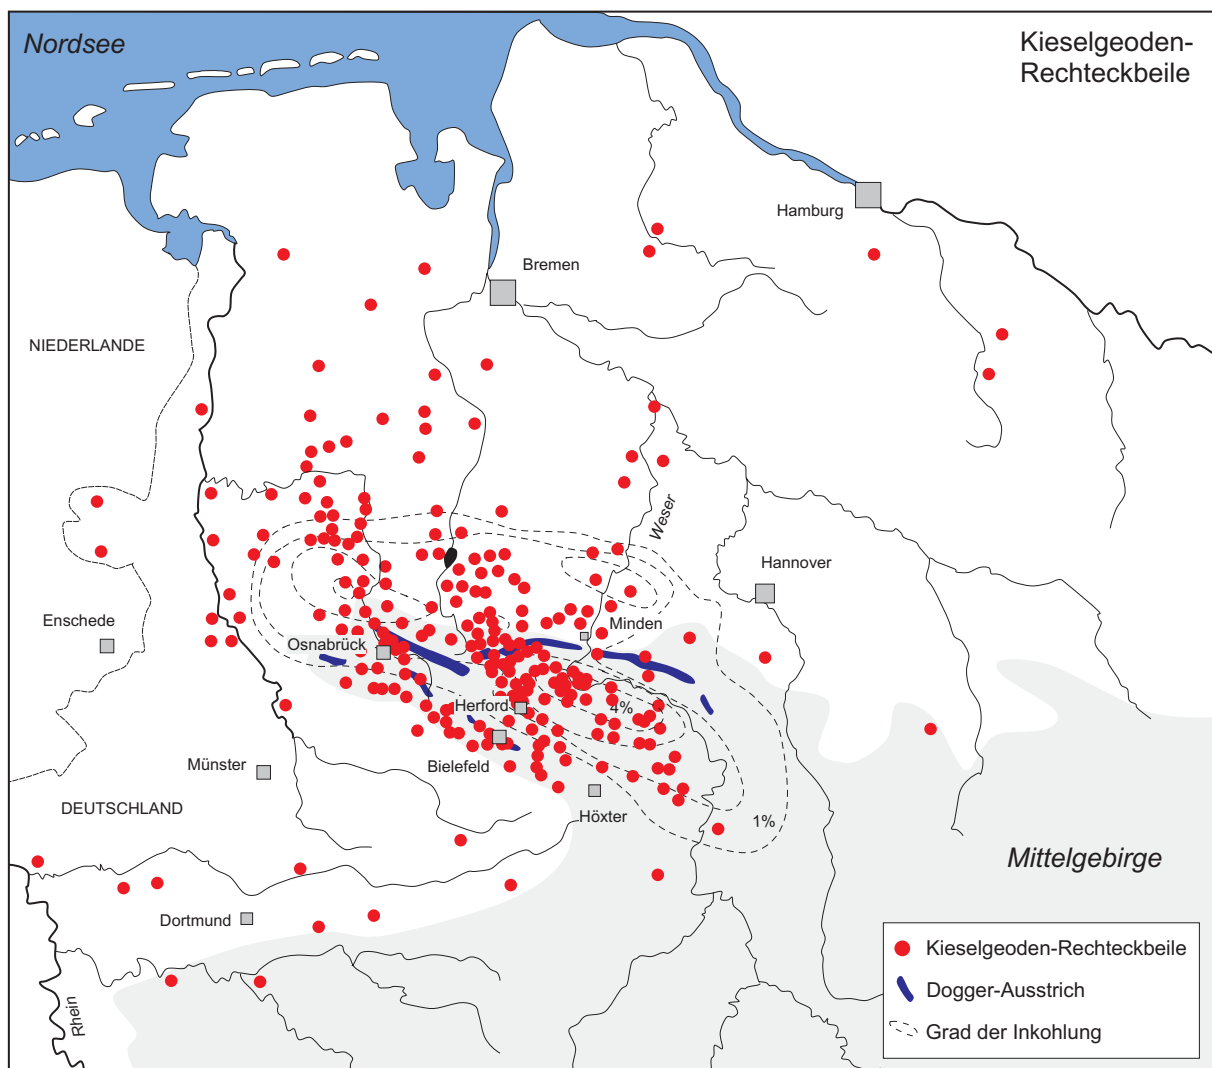 Nordsee
Kieselgeoden-
Rechteckbeile
Hamburg
Bremen
NIEDERLANDE
Weser
Hannover
Enschede
Minden
Osnabrück
Herford
4%
Bielefeld
Münster
Höxter
DEUTSCHLAND
1%
Mittelgebirge
Dortmund
Rhein
Kieselgeoden-Rechteckbeile
Dogger-Ausstrich
Grad der Inkohlung